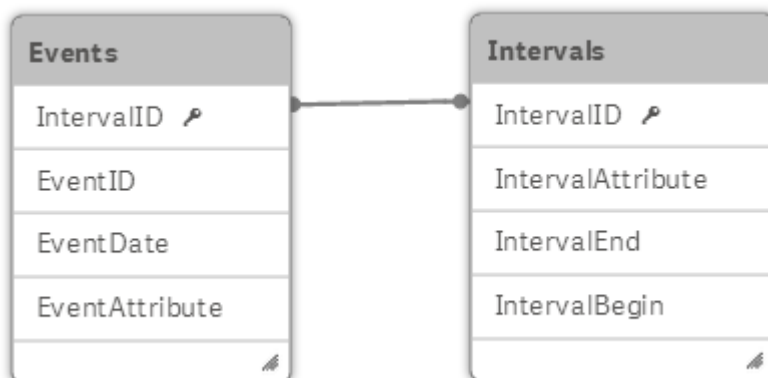 Events
IntervalID
EventID
EventDate
EventAttribute
Intervals
IntervalID
IntervalAttribute
IntervalEnd
IntervalBegin